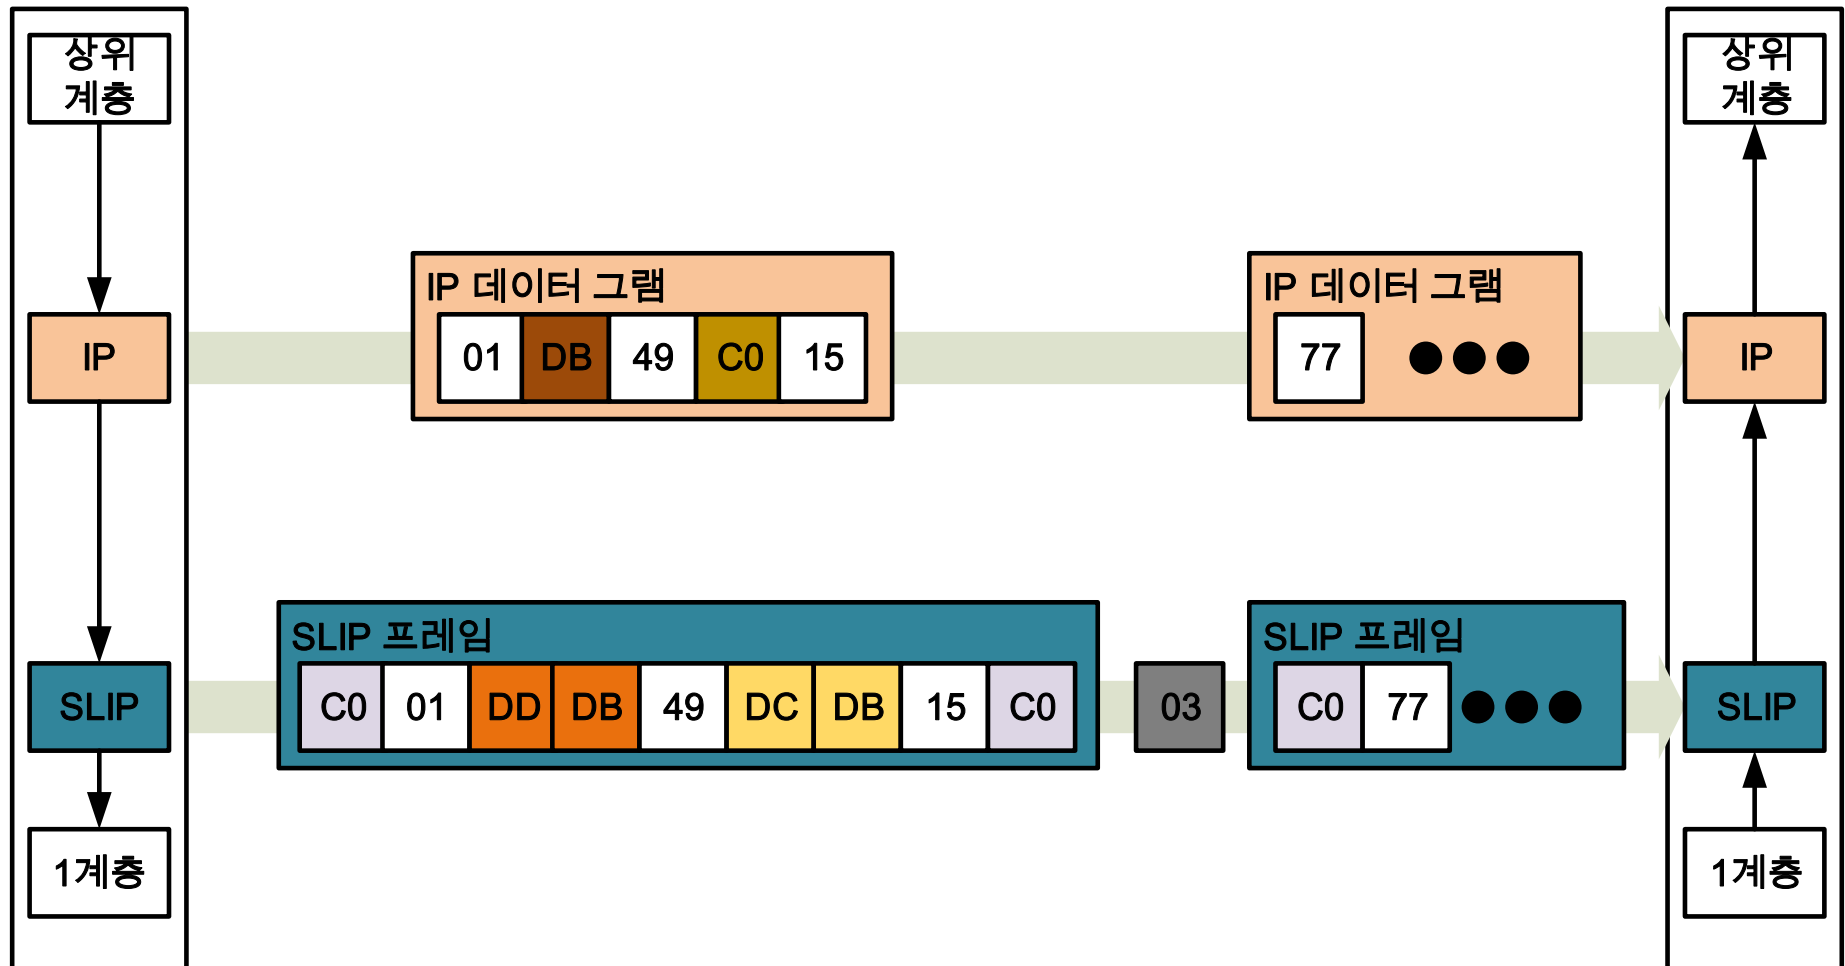 상위
계층
상위
계층
IP 데이터 그램
IP 데이터 그램
IP
01 DB 49 C0 15
77
IP
SLIP 프레임
SLIP 프레임
SLIP
C0 01 DD DB 49 DC DB 15 C0
03
C0 77
SLIP
1계층
1계층